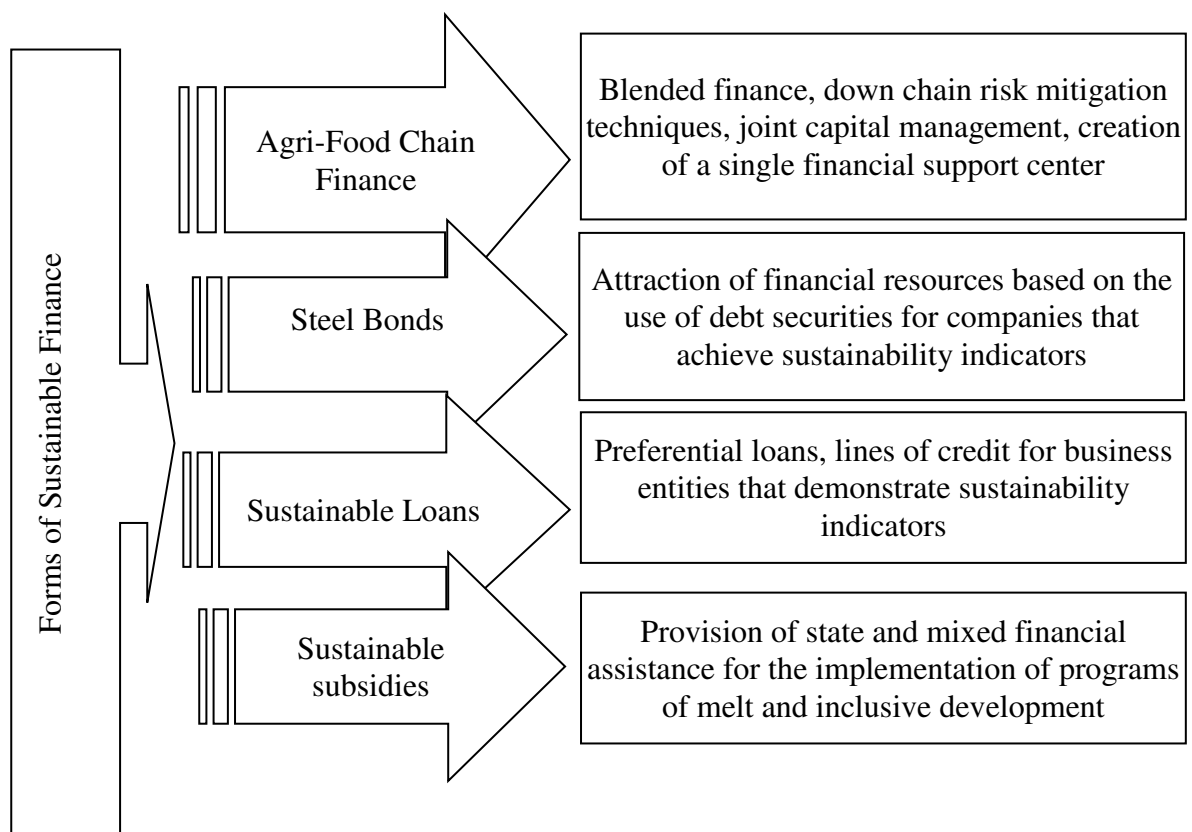 Forms of Sustainable Finance
Agri-Food Chain
Finance
Blended finance, down chain risk mitigation
techniques, joint capital management, creation
of a single financial support center
Steel Bonds
Attraction of financial resources based on the
use of debt securities for companies that
achieve sustainability indicators
Sustainable Loans
Preferential loans, lines of credit for business
entities that demonstrate sustainability
indicators
Sustainable
subsidies
Provision of state and mixed financial
assistance for the implementation of programs
of melt and inclusive development